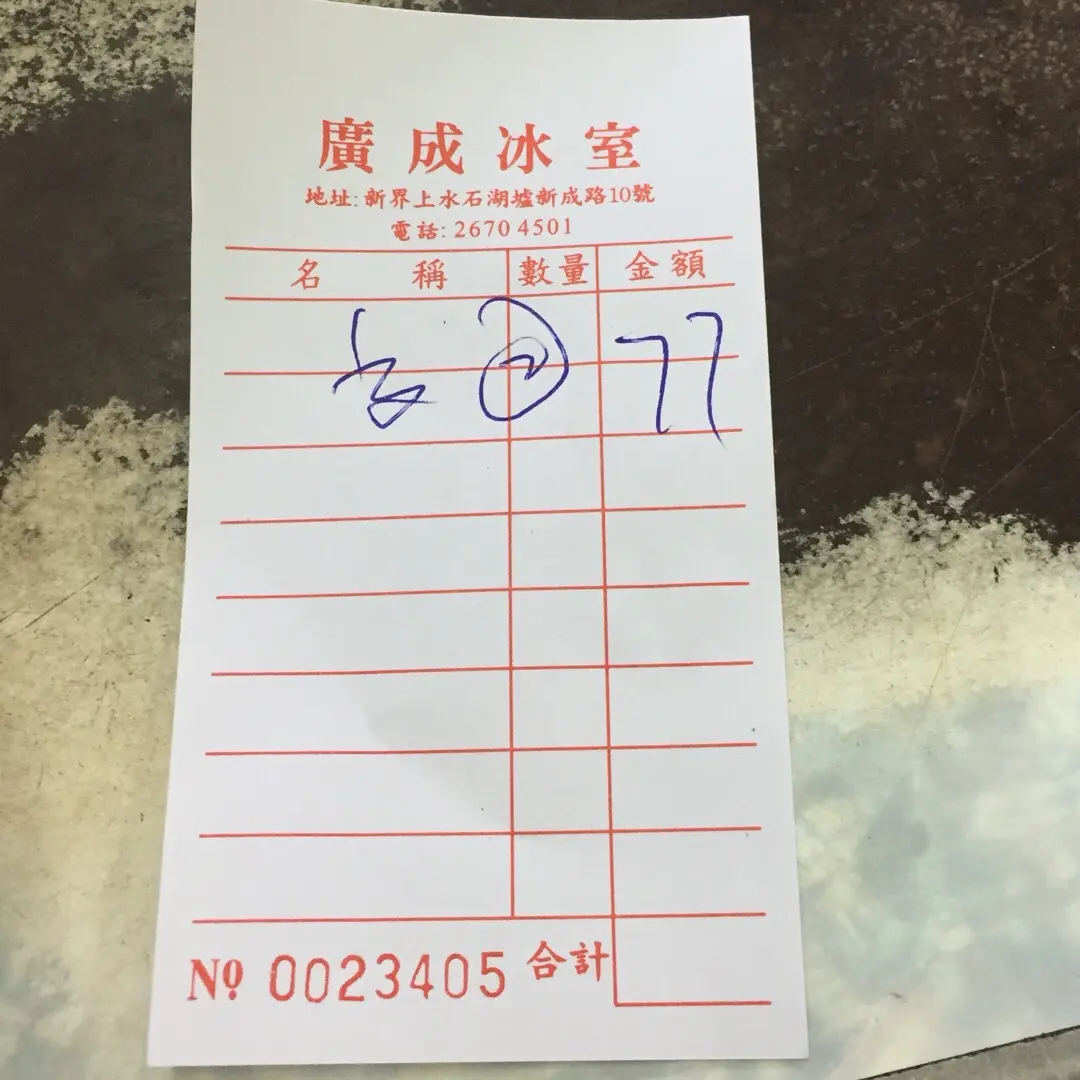 廣成冰室
地址: 新界上水石湖墟新成路10號
電話: 2670 4501
名稱 數量 金額
② 77
No 0023405 合計